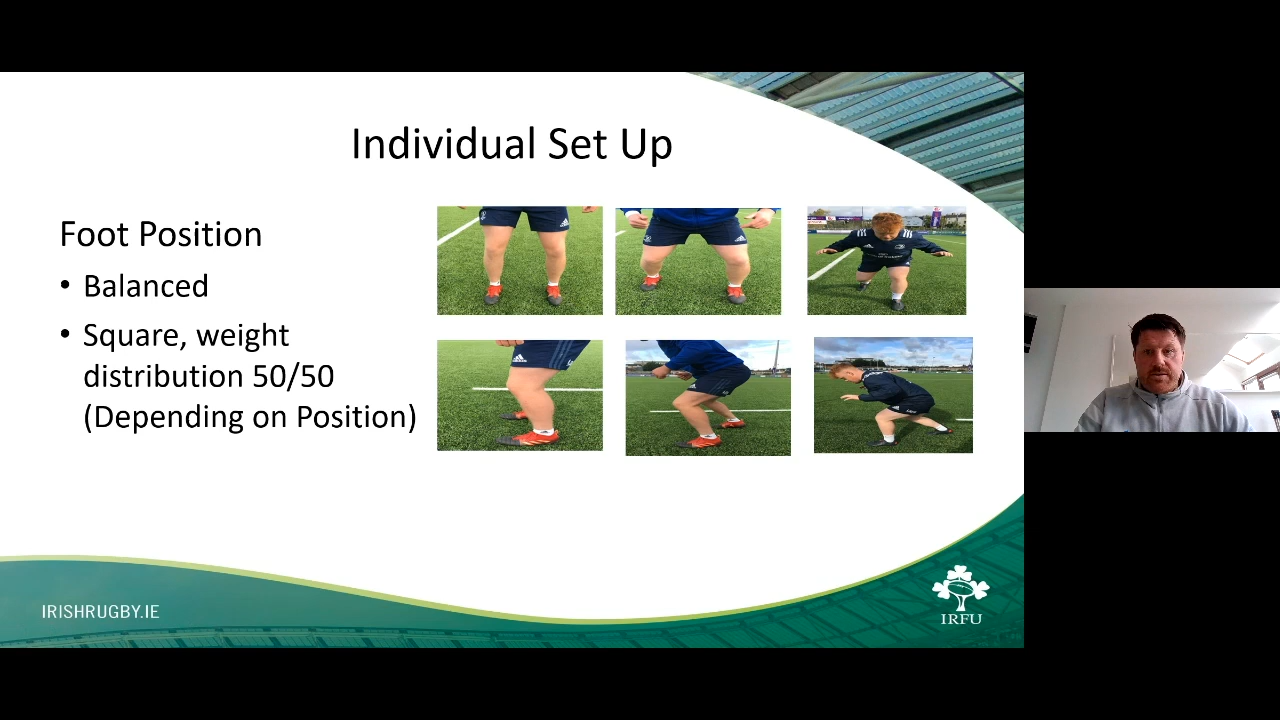 Individual Set Up
Foot Position
• Balanced
• Square, weight
distribution 50/50
(Depending on Position)
IRISHRUGBY.IE
IRFU